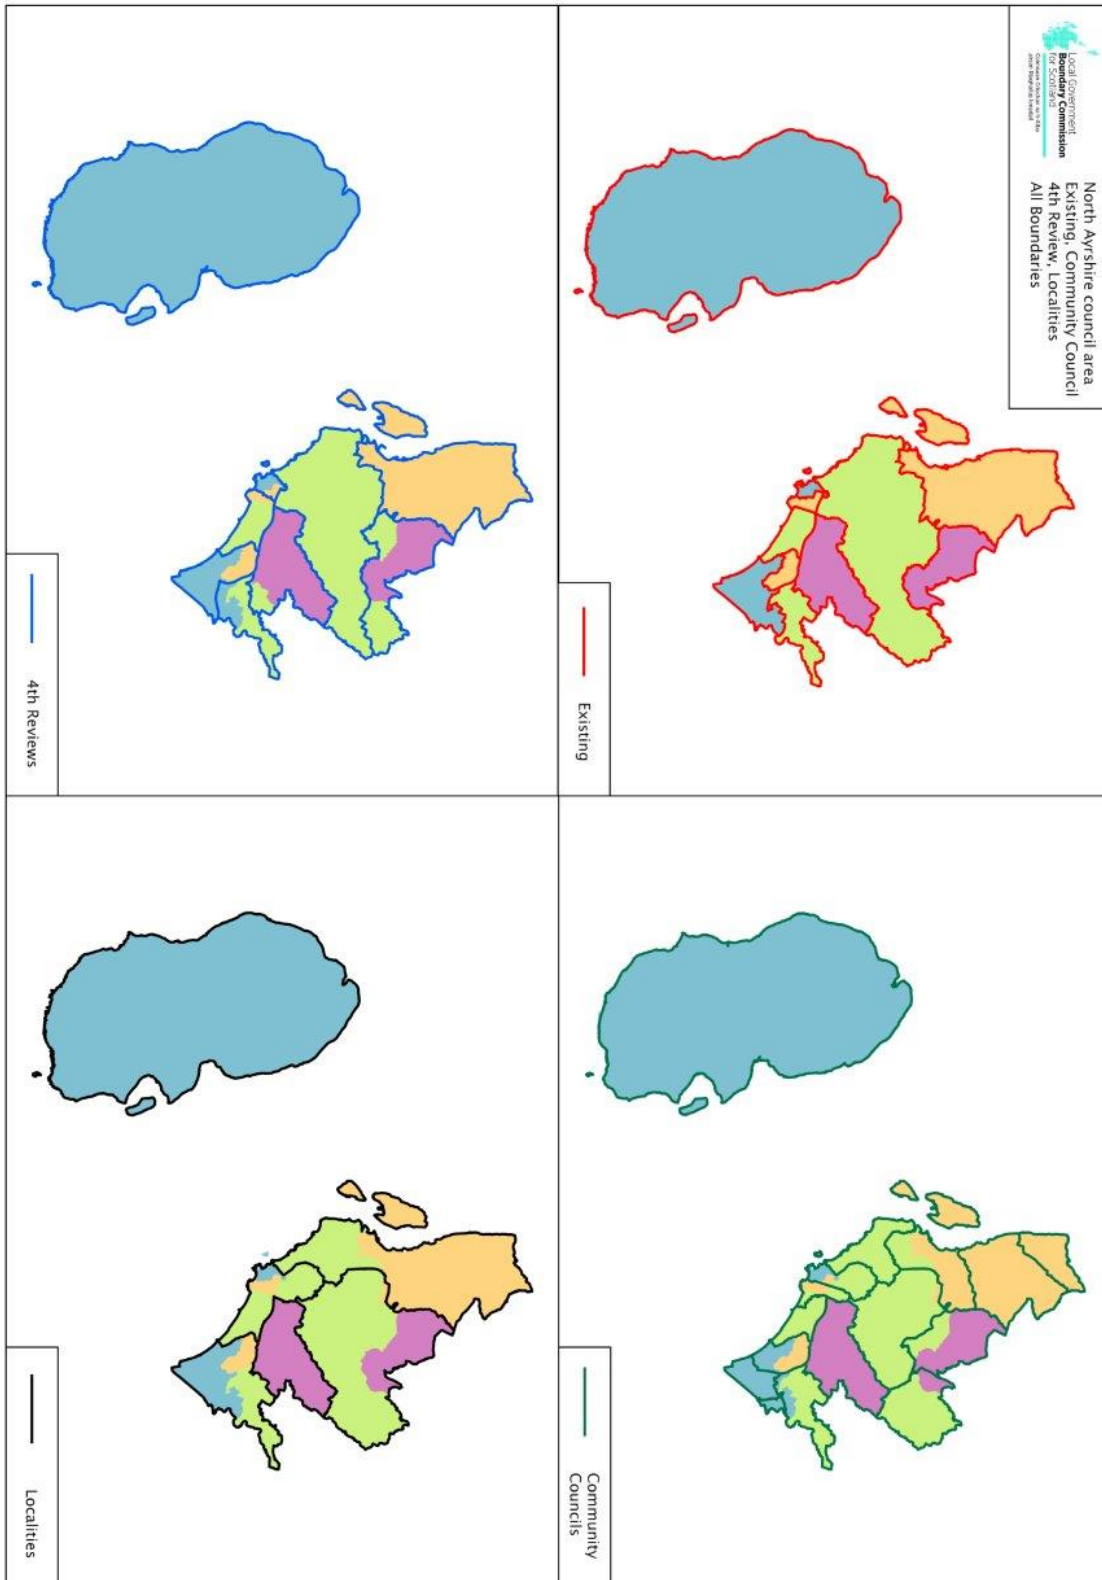 Local Government
Boundary Commission
for Scotland
North Ayrshire council area
Existing, Community Council
4th Review, Localities
All Boundaries
Existing
Community
Councils
4th Reviews
Localities